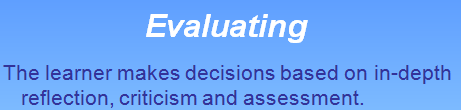 Evaluating
The learner makes decisions based on in-depth
reflection, criticism and assessment.